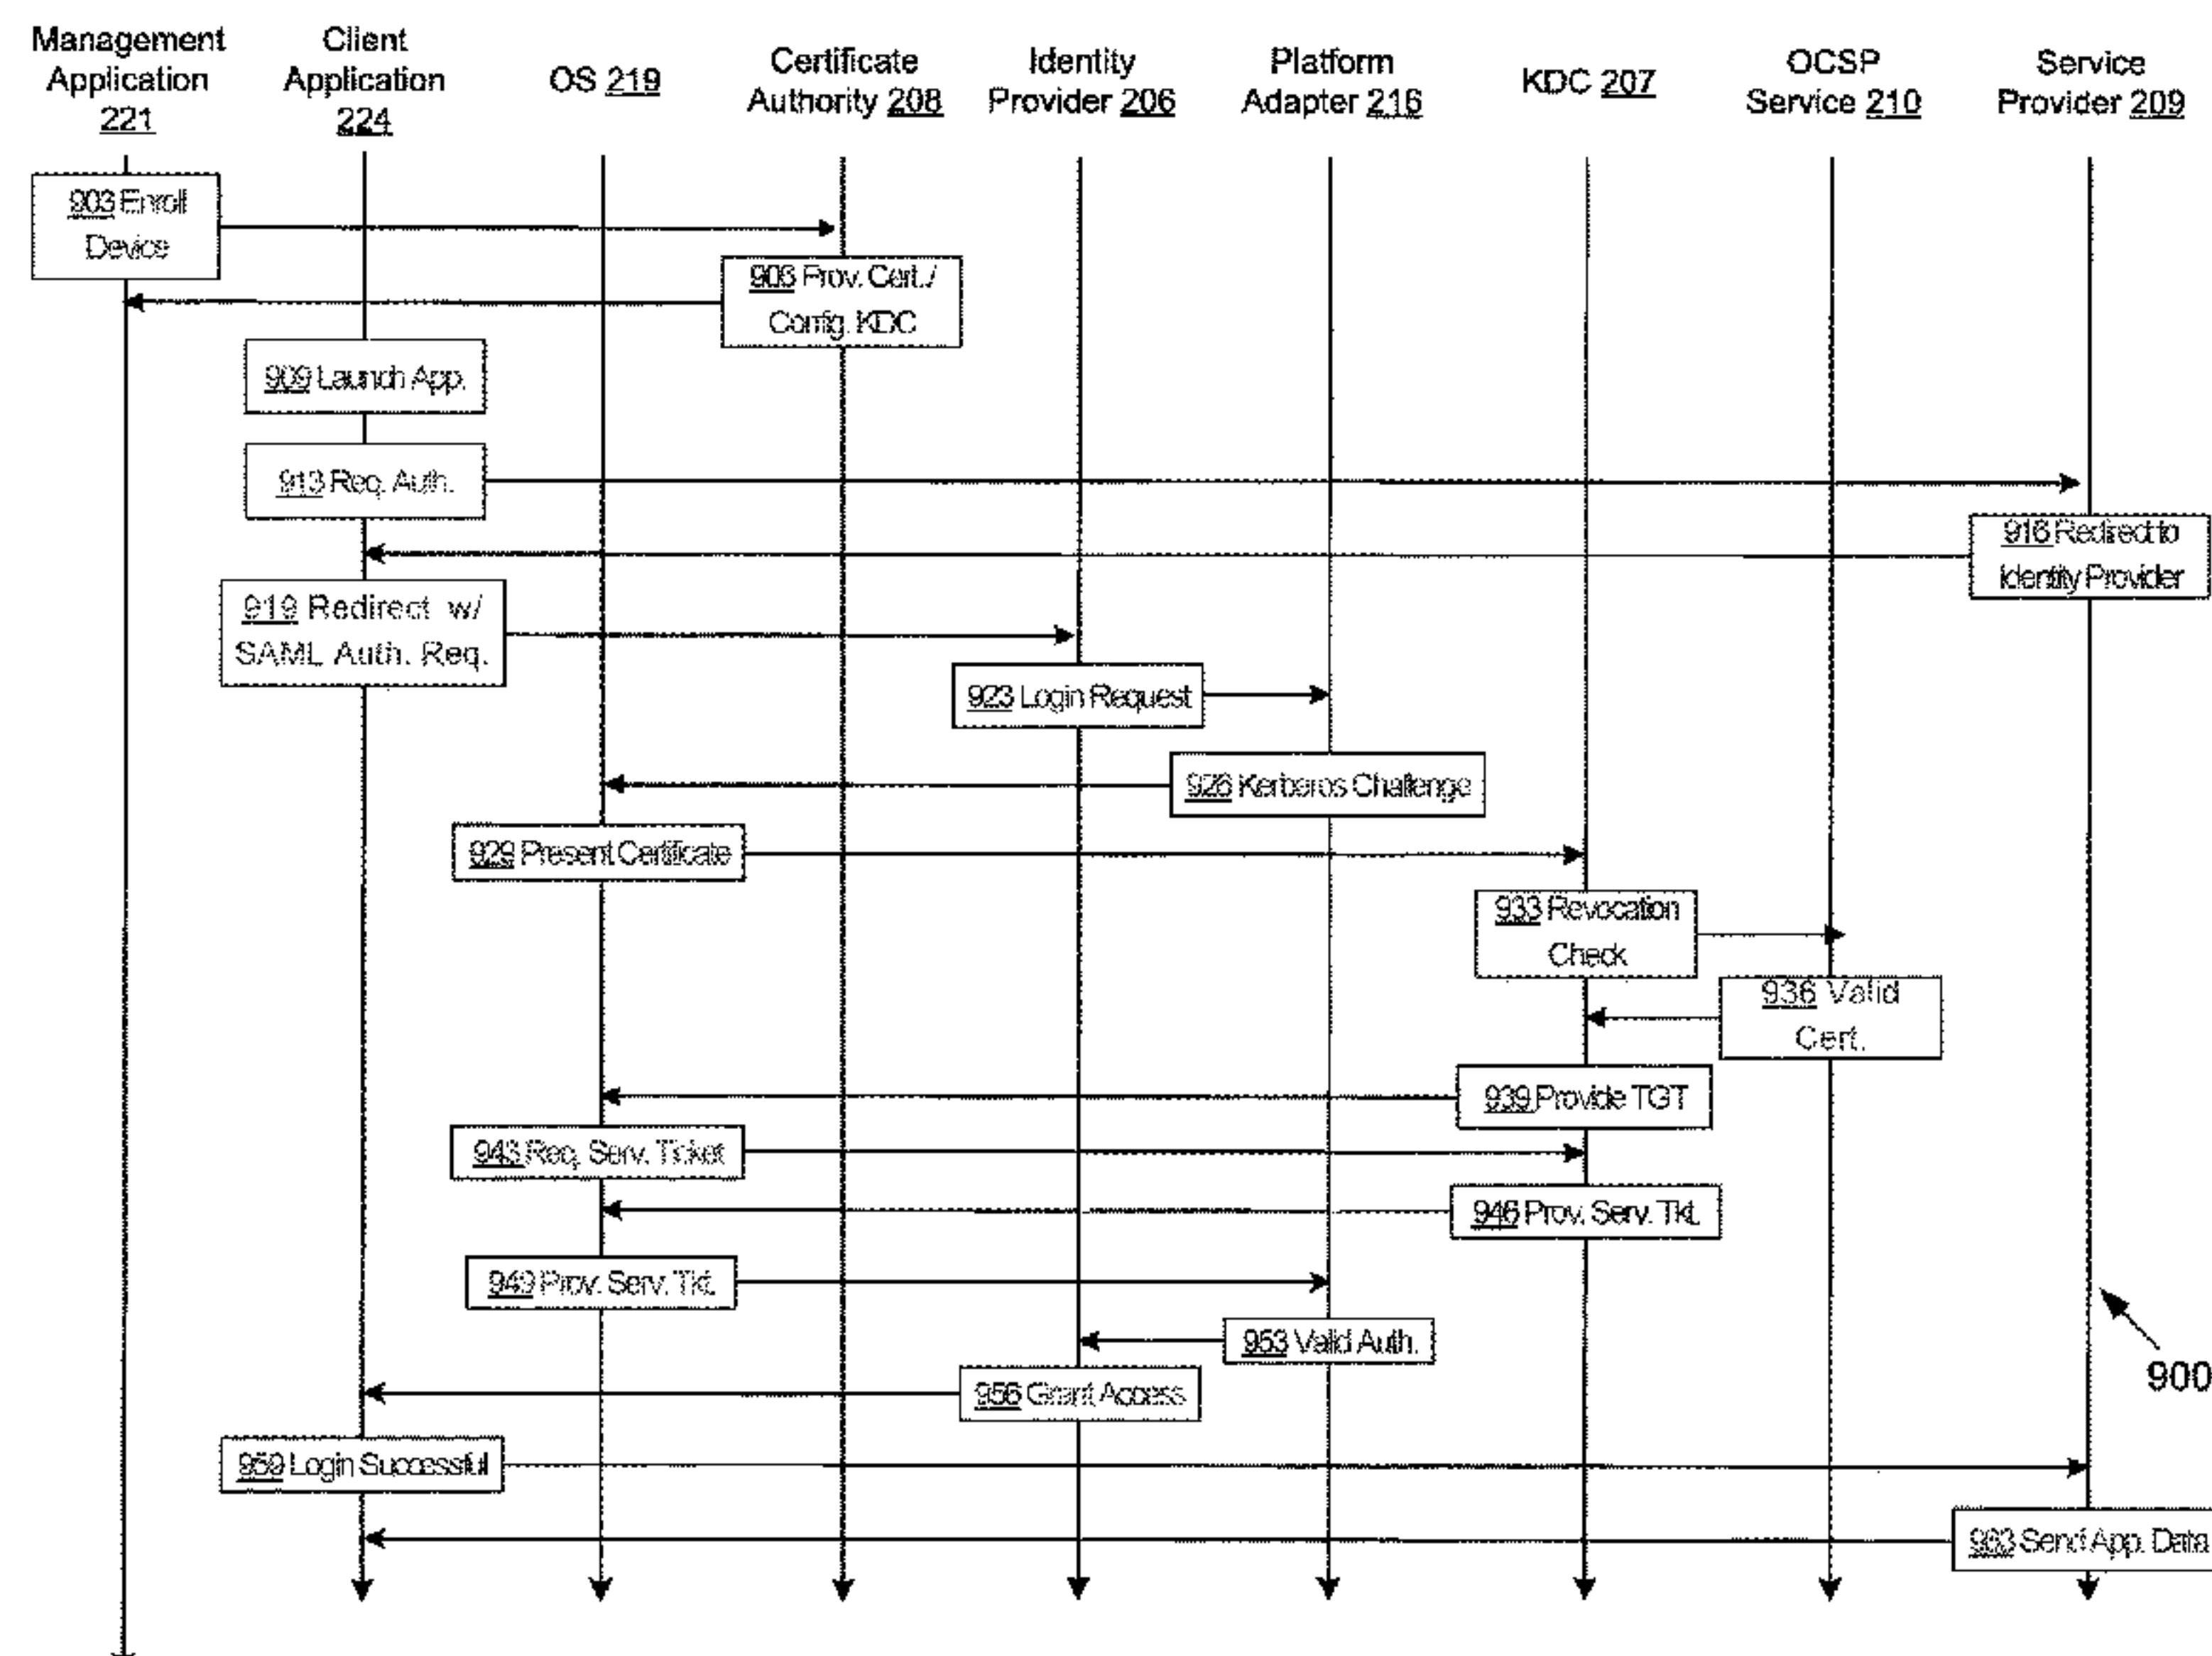 Management
Application
221
Client
Application
224
OS 219
Certificate
Authority 208
Identity
Provider 206
Platform
Adapter 216
KDC 207
OCSP
Service 210
Service
Provider 209
903 Enroll
Device
906 Prov. Cert./
Config. KDC
909 Launch App.
913 Req. Auth.
916 Redirect to
Identity Provider
919 Redirect w/
SAML Auth. Req.
923 Login Request
926 Kerberos Challenge
929 Present Certificate
933 Revocation
Check
936 Valid
Cert.
939 Provide TGT
943 Req. Serv. Ticket
946 Prov. Serv. Tkt.
949 Prov. Serv. Tkt.
953 Valid Auth.
956 Grant Access
900
959 Login Successful
963 Send App. Data